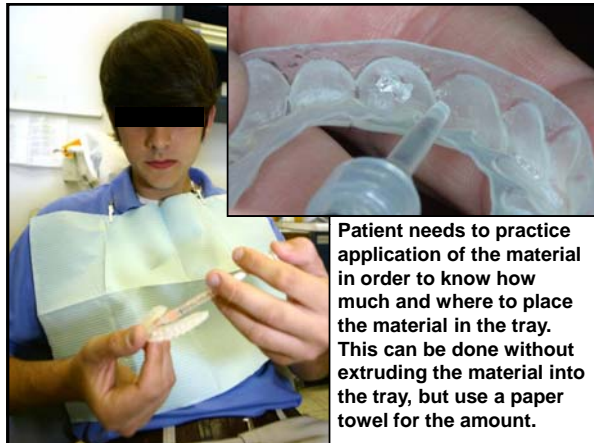 Patient needs to practice
application of the material
in order to know how
much and where to place
the material in the tray.
This can be done without
extruding the material into
the tray, but use a paper
towel for the amount.